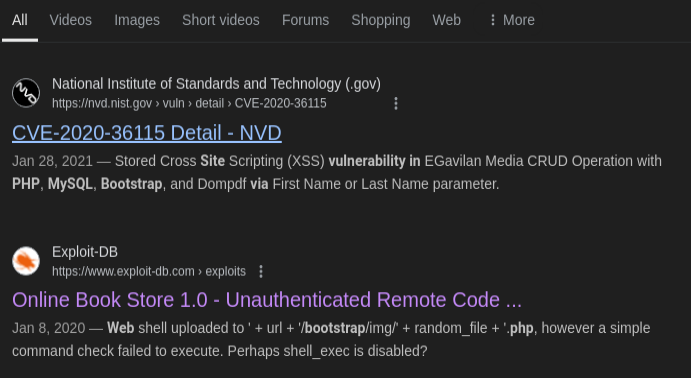 All Videos Images Short videos Forums Shopping Web More
National Institute of Standards and Technology (.gov)
https://nvd.nist.gov › vuln › detail › CVE-2020-36115
CVE-2020-36115 Detail - NVD
Jan 28, 2021 — Stored Cross Site Scripting (XSS) vulnerability in EGavilan Media CRUD Operation with
PHP, MySQL, Bootstrap, and Dompdf via First Name or Last Name parameter.
Exploit-DB
https://www.exploit-db.com › exploits
Online Book Store 1.0 - Unauthenticated Remote Code ...
Jan 8, 2020 — Web shell uploaded to ' + url + '/bootstrap/img/' + random_file + '.php, however a simple
command check failed to execute. Perhaps shell_exec is disabled?